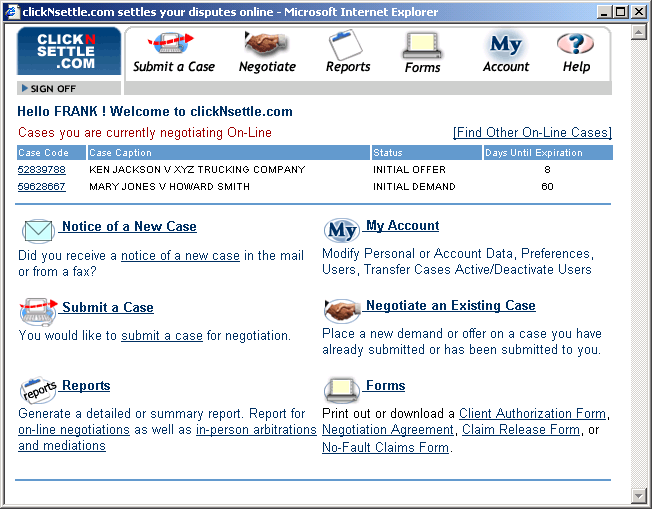 clickNsettle.com settles your disputes online - Microsoft Internet Explorer
CLICKN
SETTLE
.COM
Submit a Case
Negotiate
Reports
Forms
My
Account
?
Help
SIGN OFF
Hello FRANK ! Welcome to clickNsettle.com
Cases you are currently negotiating On-Line
[Find Other On-Line Cases]
Case Code Case Caption Status Days Until Expiration
52839788 KEN JACKSON V XYZ TRUCKING COMPANY INITIAL OFFER 8
59628667 MARY JONES V HOWARD SMITH INITIAL DEMAND 60
Notice of a New Case
Did you receive a notice of a new case in the mail
or from a fax?
My
My Account
Modify Personal or Account Data, Preferences,
Users, Transfer Cases Active/Deactivate Users
Submit a Case
You would like to submit a case for negotiation.
Negotiate an Existing Case
Place a new demand or offer on a case you have
already submitted or has been submitted to you.
reports
Reports
Generate a detailed or summary report. Report for
on-line negotiations as well as in-person arbitrations
and mediations
Forms
Print out or download a Client Authorization Form,
Negotiation Agreement, Claim Release Form, or
No-Fault Claims Form.